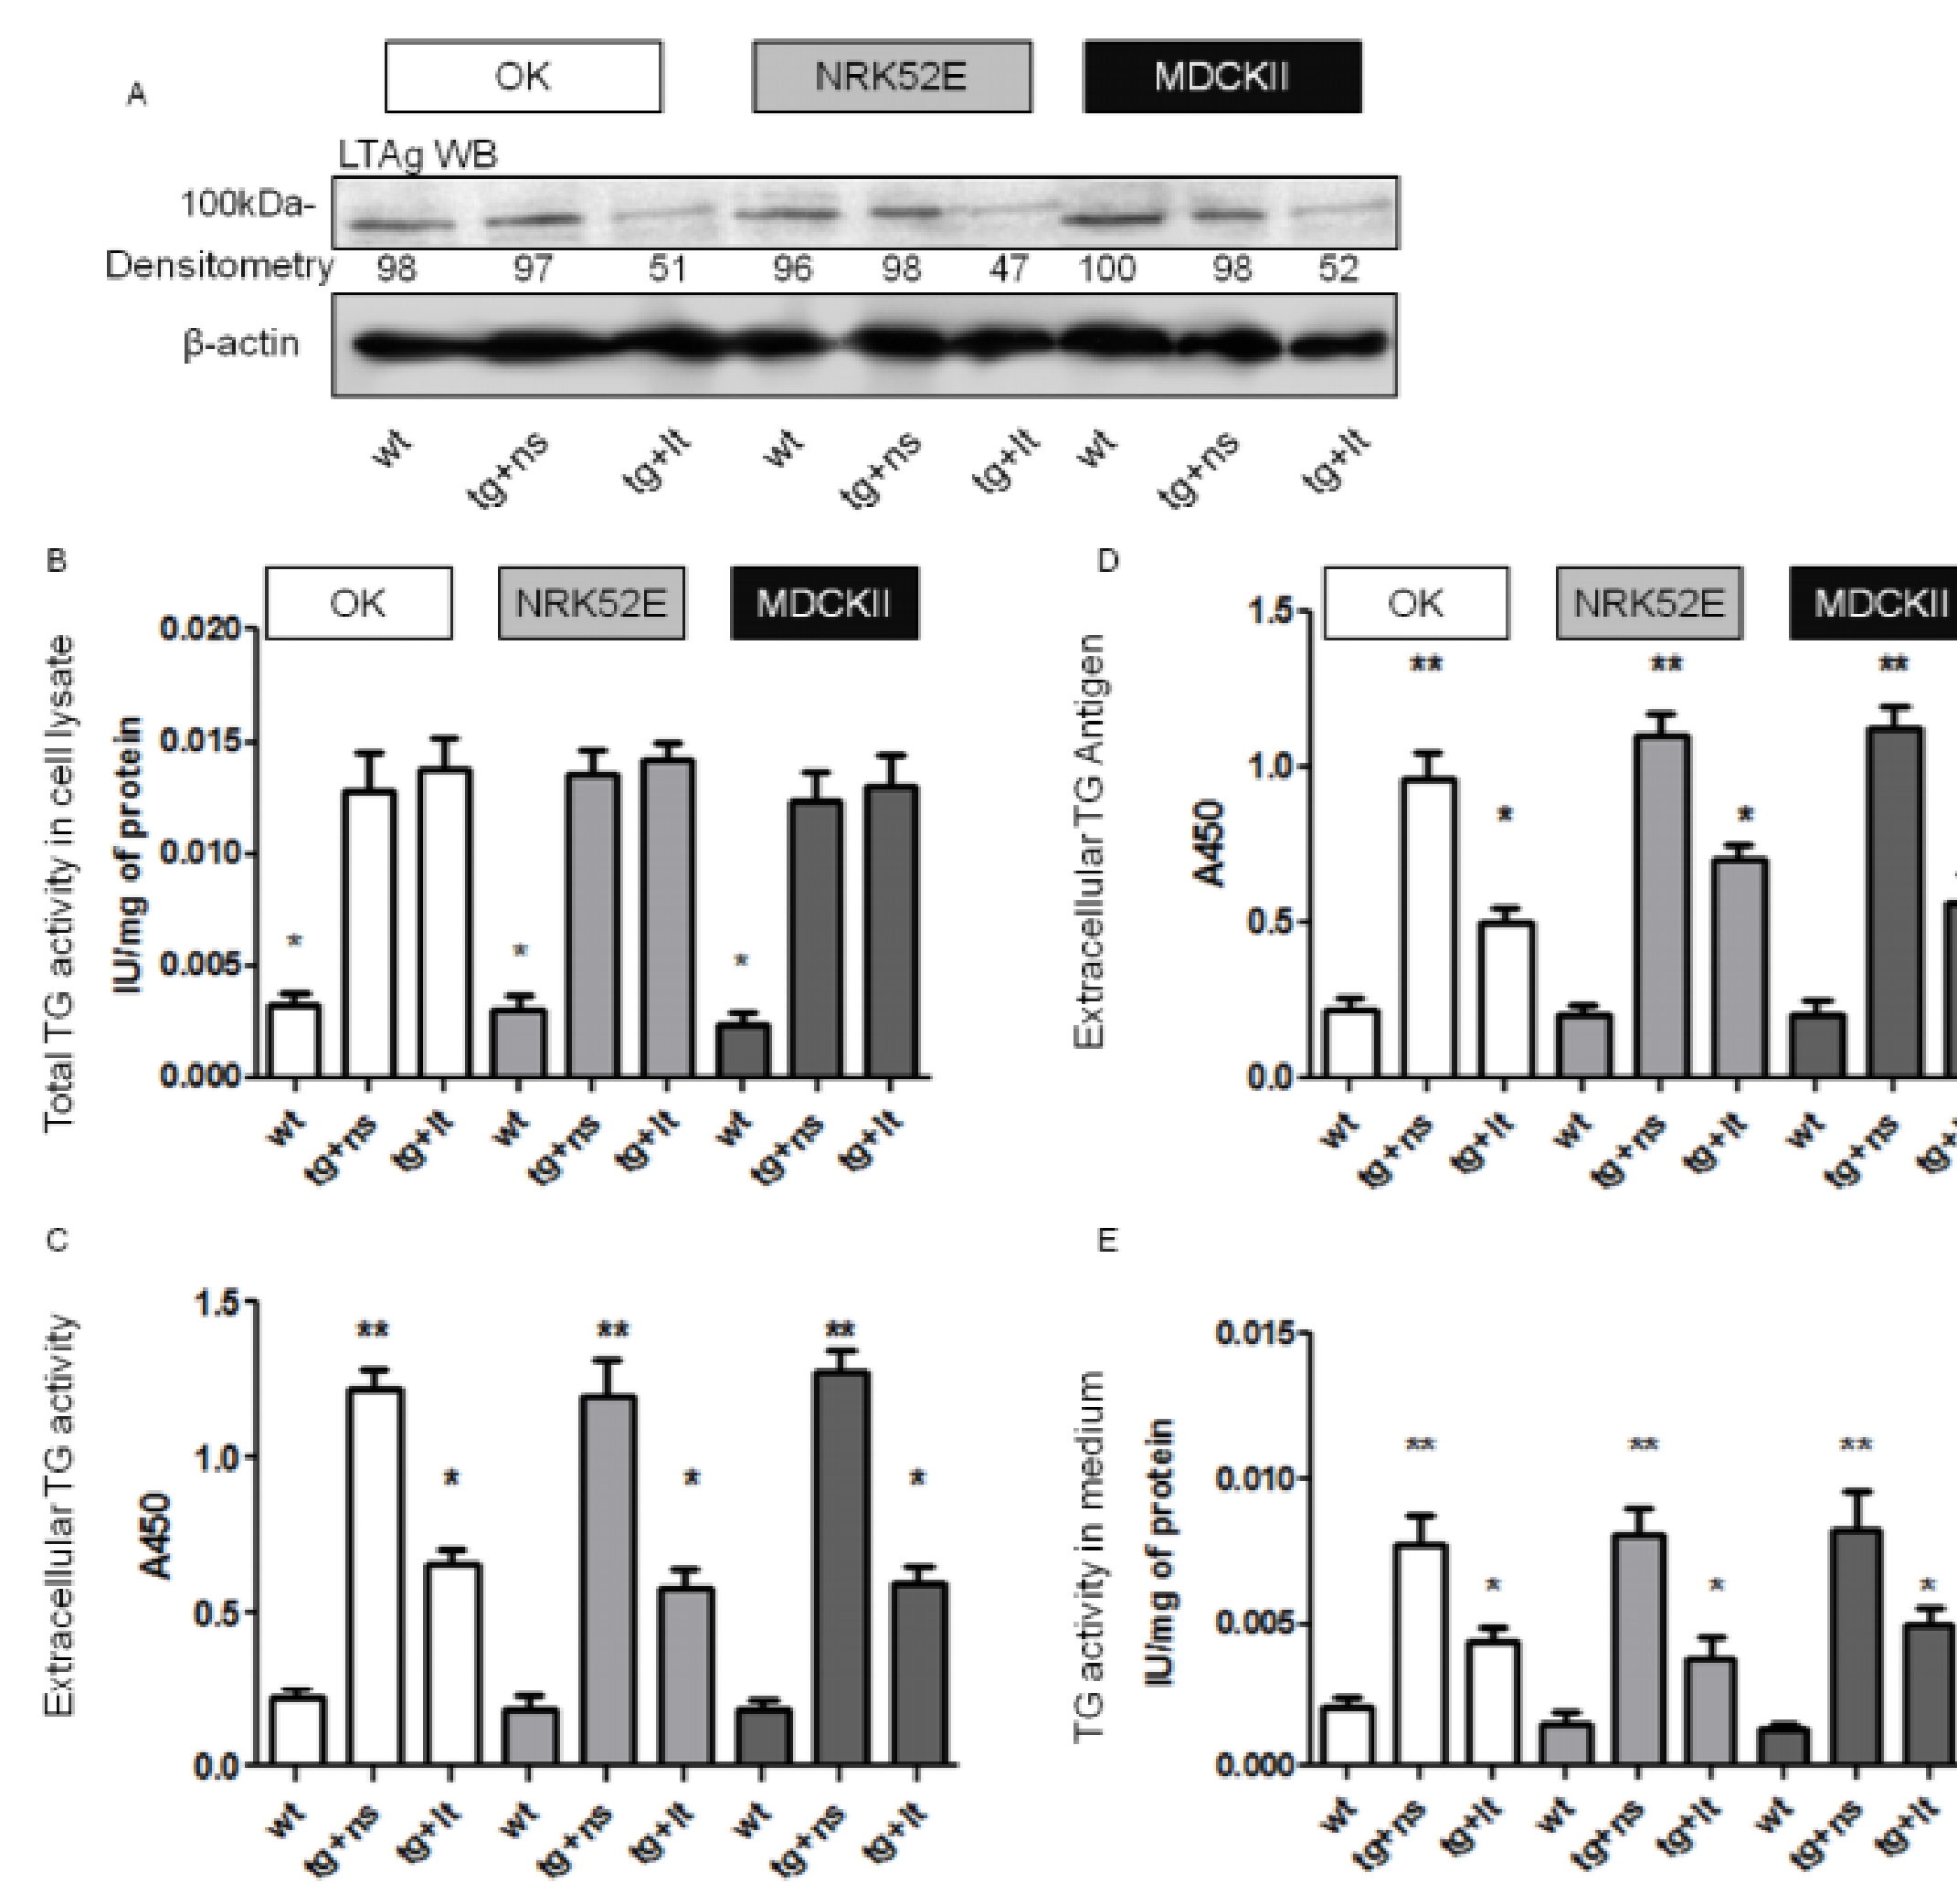 A
OK NRK52E MDCKII
LTAg WB
100kDa-
Densitometry 98 97 51 96 98 47 100 98 52
β-actin
wt tg+ns tg+lt wt tg+ns tg+lt wt tg+ns tg+lt
B
OK NRK52E MDCKII
Total TG activity in cell lysate
IU/mg of protein
0.020
0.015
0.010
0.005
0.000
* * *
wt tg+ns tg+lt wt tg+ns tg+lt wt tg+ns tg+lt
D
OK NRK52E MDCKII
Extracellular TG Antigen
A450
1.5
1.0
0.5
0.0
** ** **
* *
wt tg+ns tg+lt wt tg+ns tg+lt wt tg+ns tg+
C
Extracellular TG activity
A450
1.5
1.0
0.5
0.0
** ** **
* * *
wt tg+ns tg+lt wt tg+ns tg+lt wt tg+ns tg+lt
E
TG activity in medium
IU/mg of protein
0.015
0.010
0.005
0.000
** ** **
* * *
wt tg+ns tg+lt wt tg+ns tg+lt wt tg+ns tg+lt